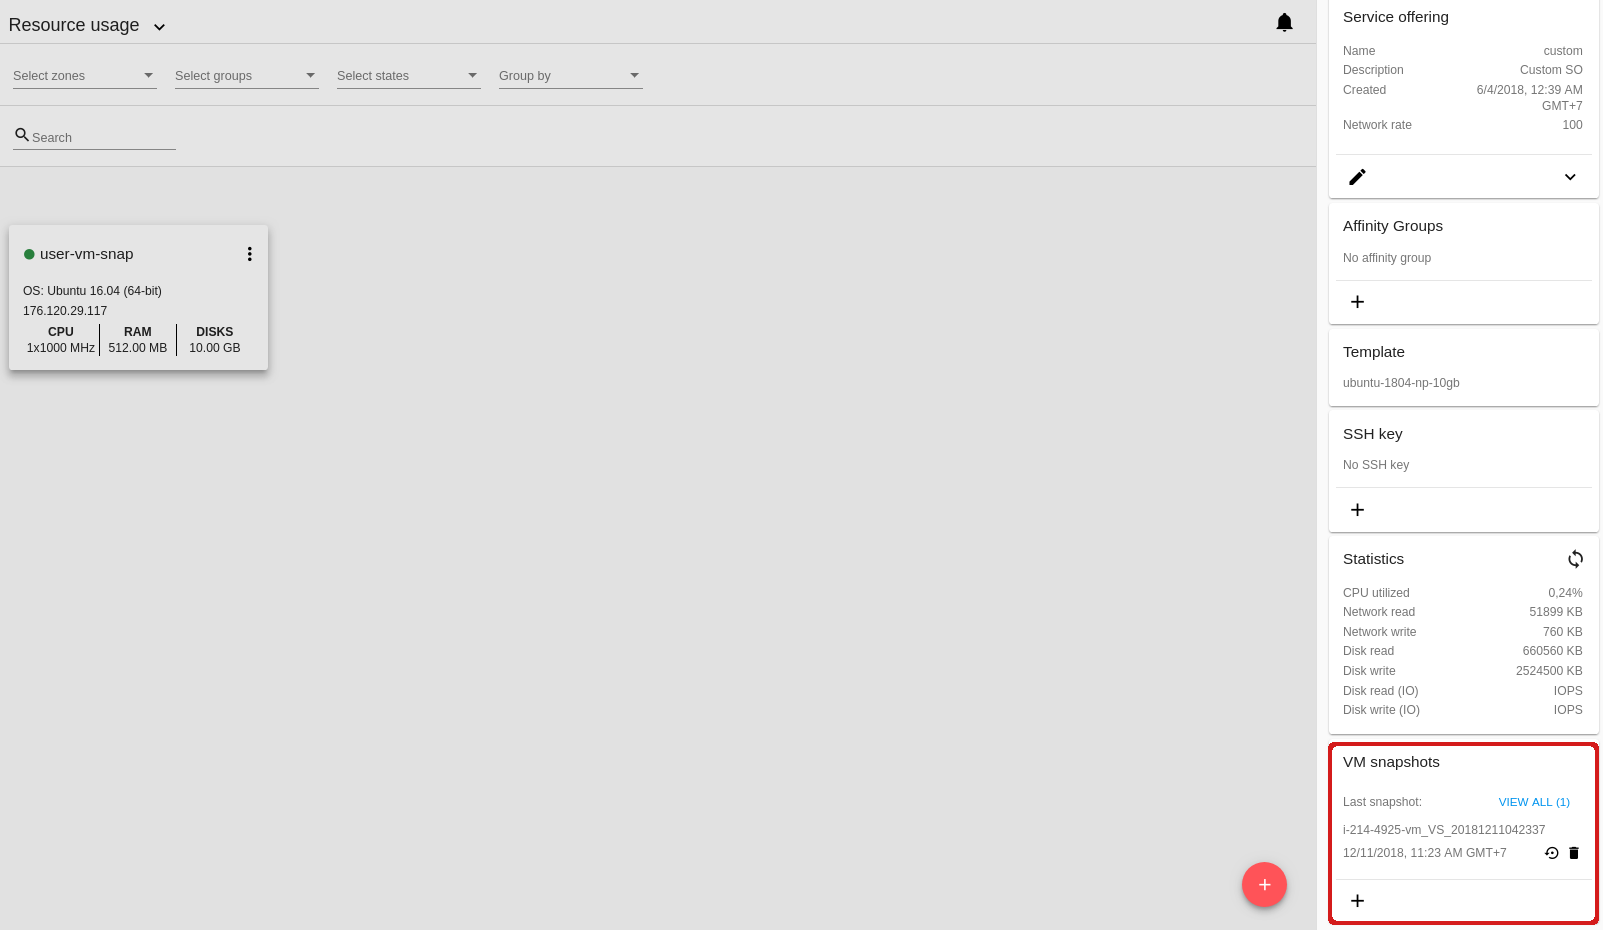 Resource usage
Select zones
Select groups
Select states
Group by
Search
user-vm-snap
OS: Ubuntu 16.04 (64-bit)
176.120.29.117
CPU RAM DISKS
1x1000 MHz 512.00 MB 10.00 GB
Service offering
Name custom
Description Custom SO
Created 6/4/2018, 12:39 AM
GMT+7
Network rate 100
Affinity Groups
No affinity group
Template
ubuntu-1804-np-10gb
SSH key
No SSH key
Statistics
CPU utilized 0,24%
Network read 51899 KB
Network write 760 KB
Disk read 660560 KB
Disk write 2524500 KB
Disk read (IO) IOPS
Disk write (IO) IOPS
VM snapshots
Last snapshot: VIEW ALL (1)
i-214-4925-vm_VS_20181211042337
12/11/2018, 11:23 AM GMT+7